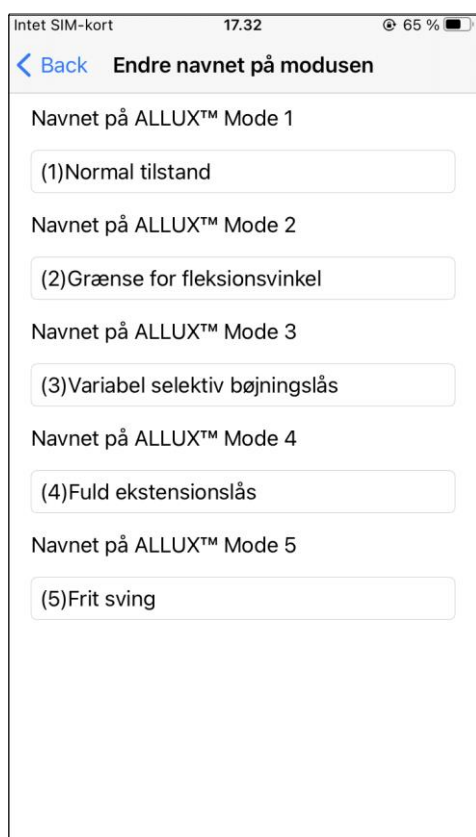 Intet SIM-kort 17.32 65 %
Back Endre navnet på modusen
Navnet på ALLUX™ Mode 1
(1)Normal tilstand
Navnet på ALLUX™ Mode 2
(2)Grænse for fleksionsvinkel
Navnet på ALLUX™ Mode 3
(3)Variabel selektiv bøjningslås
Navnet på ALLUX™ Mode 4
(4)Fuld ekstensionslås
Navnet på ALLUX™ Mode 5
(5)Frit sving